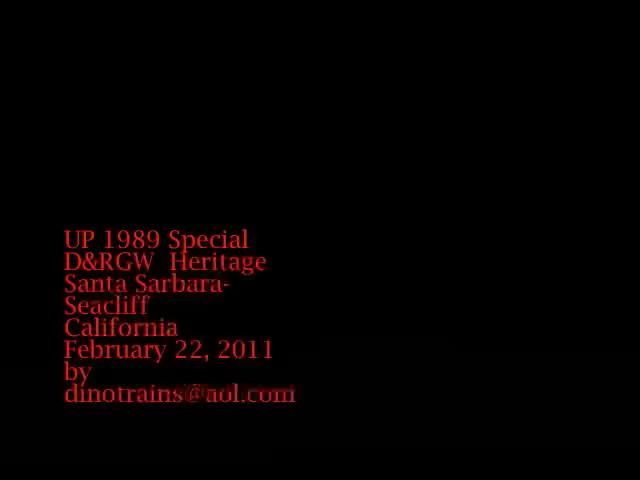 UP 1989 Special
D&RGW Heritage
Santa Sarbara-
Seacliff
California
February 22, 2011
by
dinotrains@aol.com